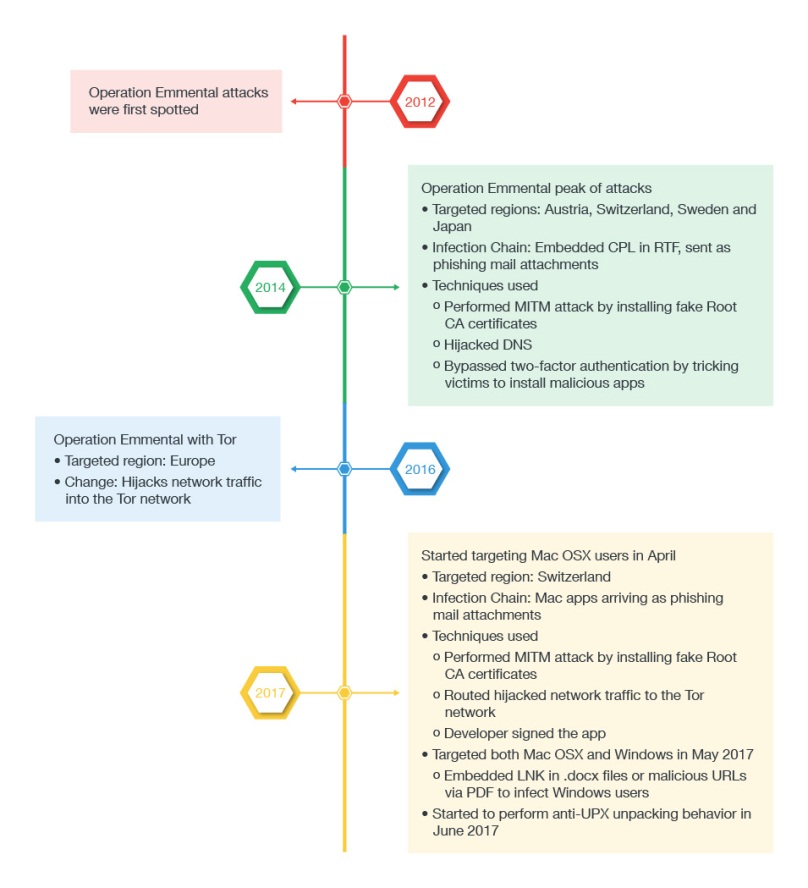 Operation Emmental attacks
were first spotted
2012
Operation Emmental peak of attacks
• Targeted regions: Austria, Switzerland, Sweden and
Japan
• Infection Chain: Embedded CPL in RTF, sent as
phishing mail attachments
• Techniques used
o Performed MITM attack by installing fake Root
CA certificates
o Hijacked DNS
o Bypassed two-factor authentication by tricking
victims to install malicious apps
2014
Operation Emmental with Tor
• Targeted region: Europe
• Change: Hijacks network traffic
into the Tor network
2016
Started targeting Mac OSX users in April
• Targeted region: Switzerland
• Infection Chain: Mac apps arriving as phishing
mail attachments
• Techniques used
o Performed MITM attack by installing fake Root
CA certificates
o Routed hijacked network traffic to the Tor
network
o Developer signed the app
• Targeted both Mac OSX and Windows in May 2017
o Embedded LNK in .docx files or malicious URLs
via PDF to infect Windows users
• Started to perform anti-UPX unpacking behavior in
June 2017
2017